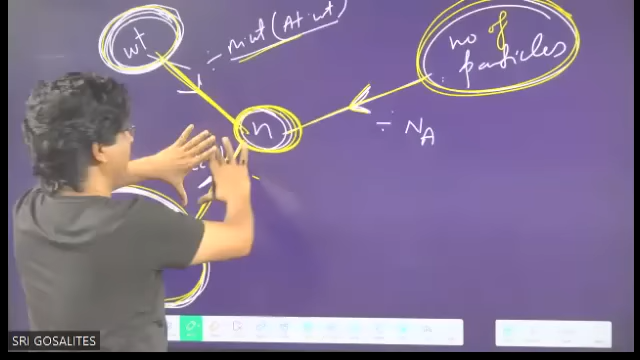 wt
÷ M.wt (At.wt)
no of
particles
n
÷ NA
SRI GOSALITES